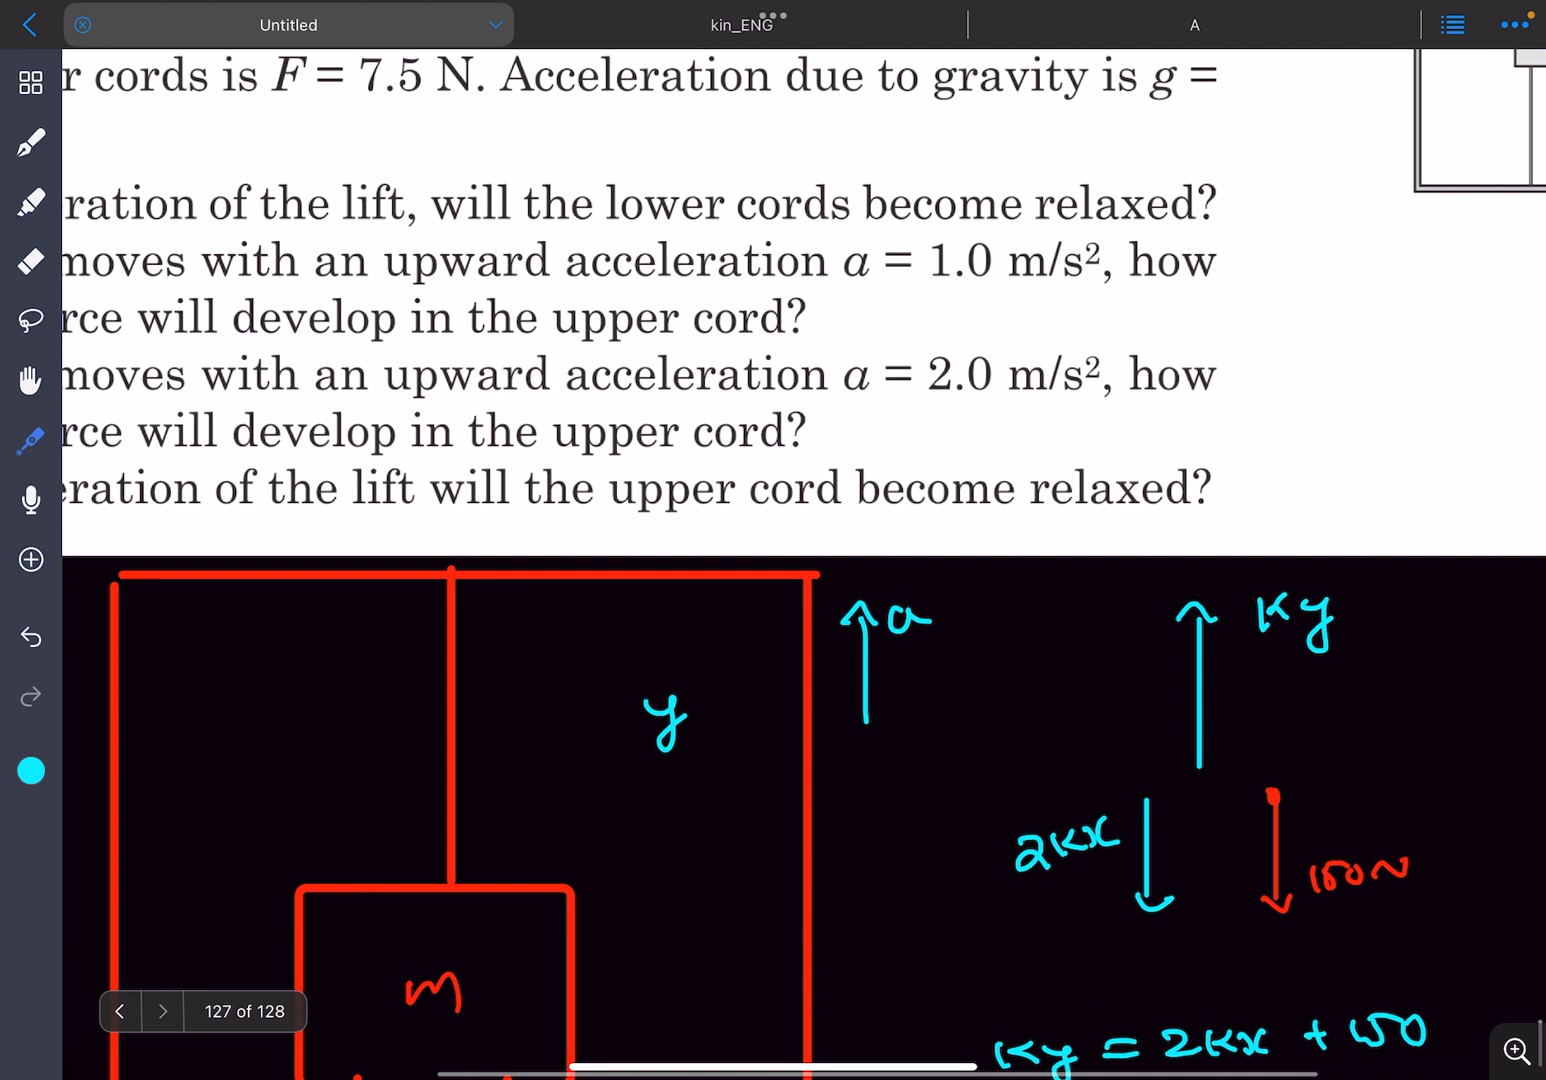 Untitled
kin_ENG
A
r cords is F = 7.5 N. Acceleration due to gravity is g =
ration of the lift, will the lower cords become relaxed?
moves with an upward acceleration a = 1.0 m/s², how
rce will develop in the upper cord?
moves with an upward acceleration a = 2.0 m/s², how
rce will develop in the upper cord?
eration of the lift will the upper cord become relaxed?
a
Ky
y
2Kx
150N
m
Ky = 2Kx + 150
127 of 128